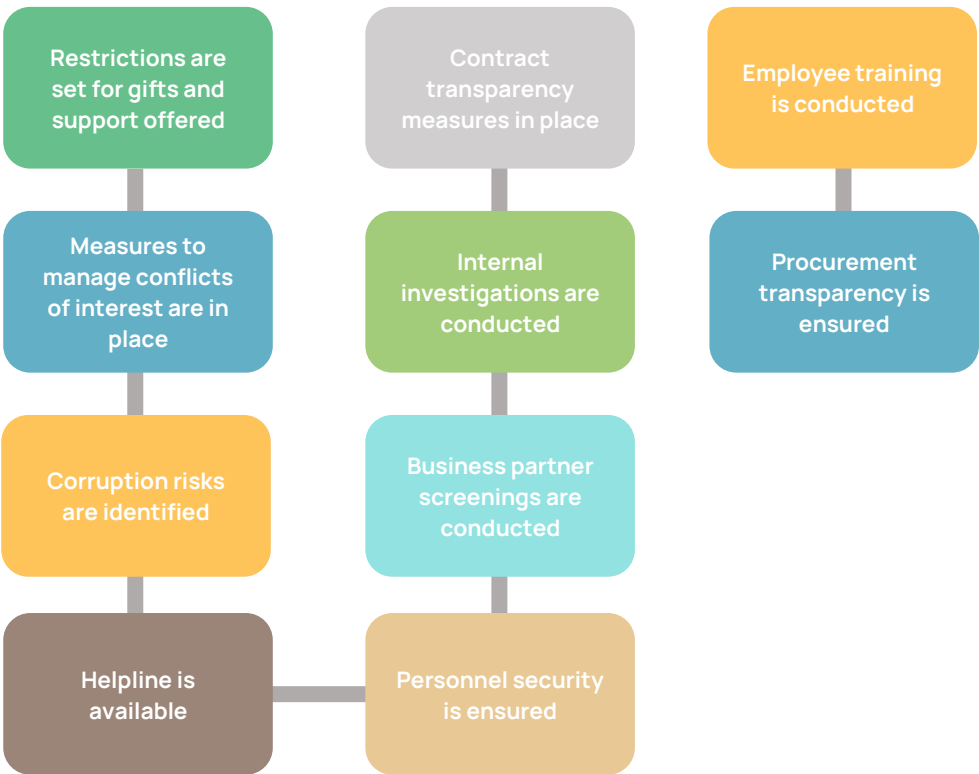 Restrictions are
set for gifts and
support offered
Measures to
manage conflicts
of interest are in
place
Corruption risks
are identified
Helpline is
available
Contract
transparency
measures in place
Internal
investigations are
conducted
Business partner
screenings are
conducted
Personnel security
is ensured
Employee training
is conducted
Procurement
transparency is
ensured